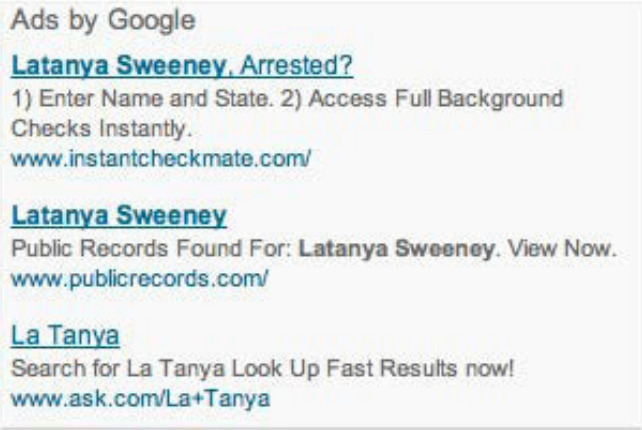 Ads by Google
Latanya Sweeney, Arrested?
1) Enter Name and State. 2) Access Full Background
Checks Instantly.
www.instantcheckmate.com/
Latanya Sweeney
Public Records Found For: Latanya Sweeney. View Now.
www.publicrecords.com/
La Tanya
Search for La Tanya Look Up Fast Results now!
www.ask.com/La+Tanya